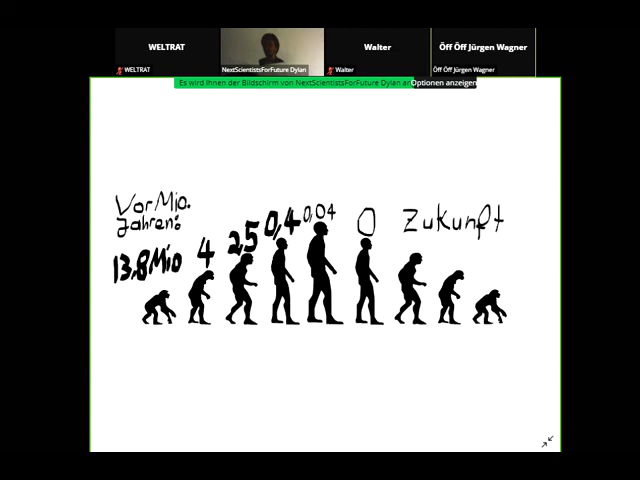 WELTRAT
Walter
Öff Öff Jürgen Wagner
WELTRAT
NextScientistsForFuture Dylan
Walter
Öff Öff Jürgen Wagner
Es wird Ihnen der Bildschirm von NextScientistsForFuture Dylan an
Optionen anzeigen
Vor Mio.
Jahren:
13,8 Mio
4
2,5
0,4
0,04
0
Zukunft